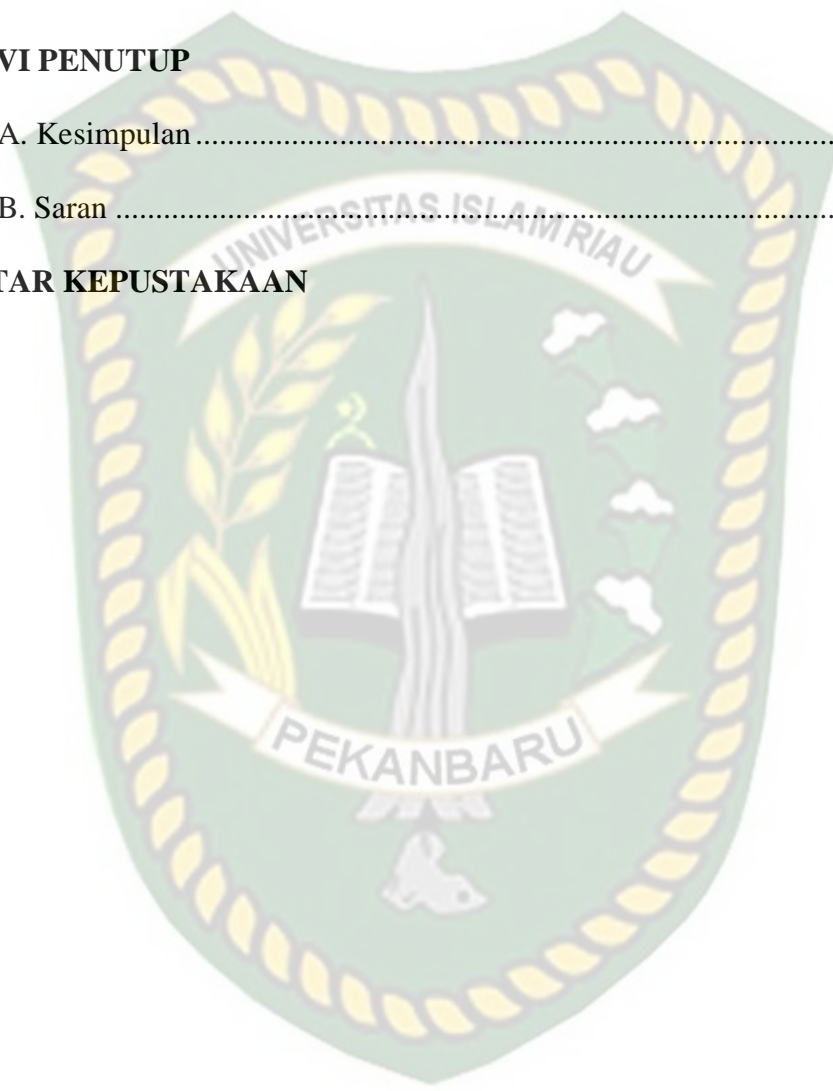 VI PENUTUP
A. Kesimpulan ................................................................................
B. Saran ..........................................................................................
TAR KEPUSTAKAAN
UNIVERSITAS ISLAM RIAU
PEKANBARU